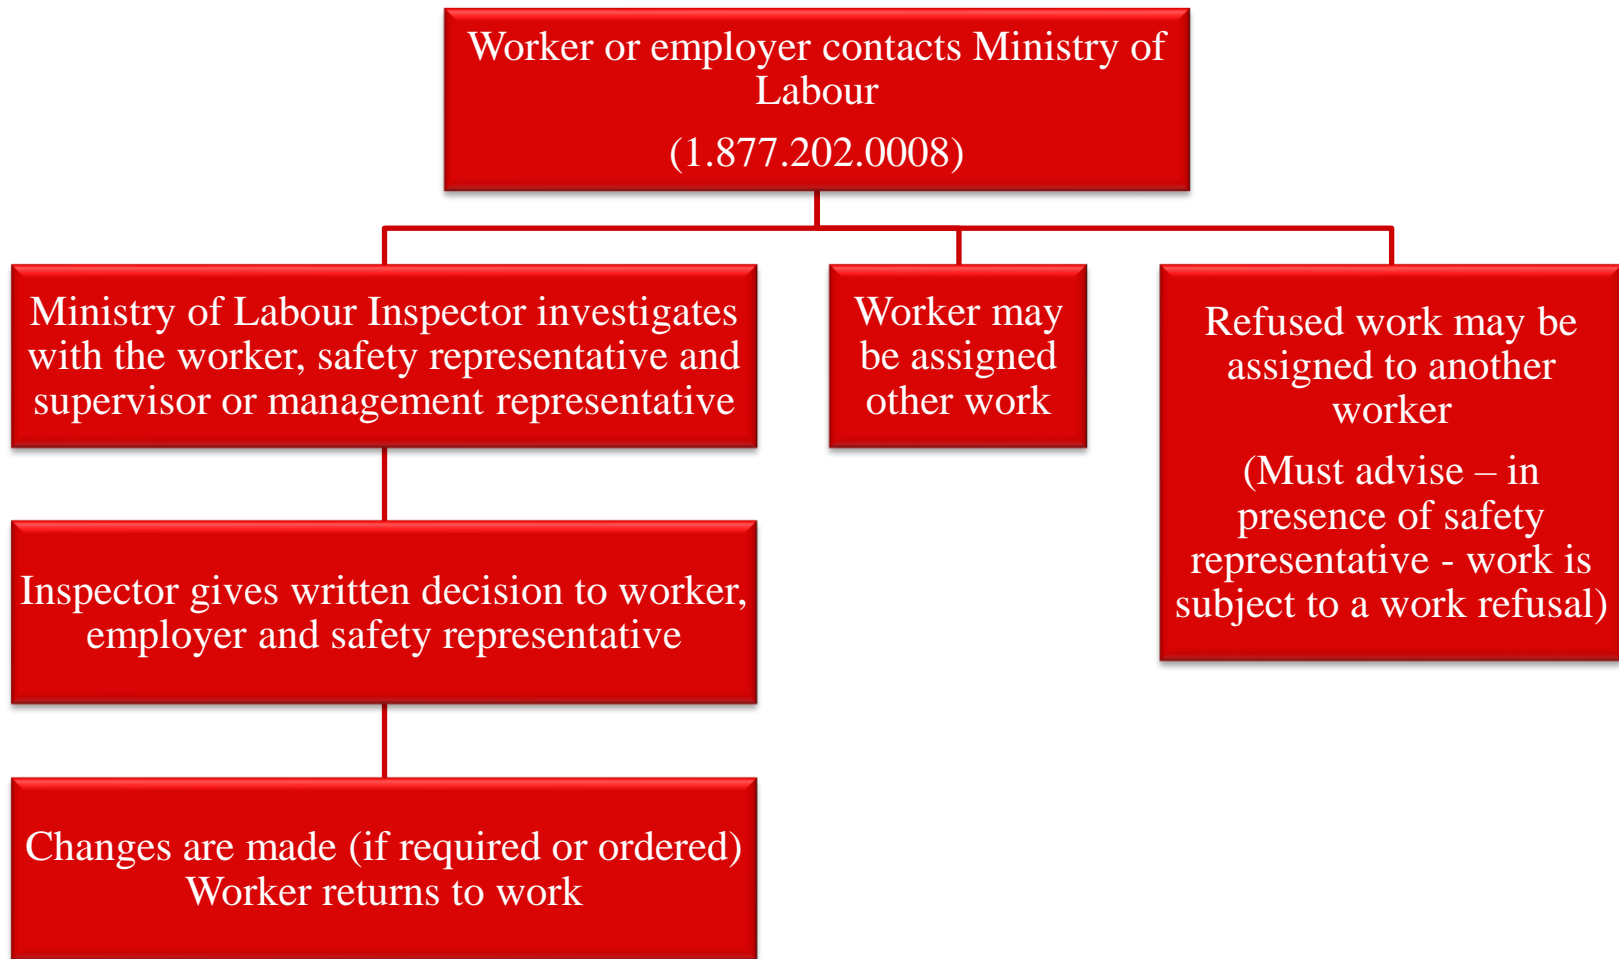 Worker or employer contacts Ministry of
Labour
(1.877.202.0008)
Ministry of Labour Inspector investigates
with the worker, safety representative and
supervisor or management representative
Worker may
be assigned
other work
Refused work may be
assigned to another
worker
(Must advise – in
presence of safety
representative - work is
subject to a work refusal)
Inspector gives written decision to worker,
employer and safety representative
Changes are made (if required or ordered)
Worker returns to work